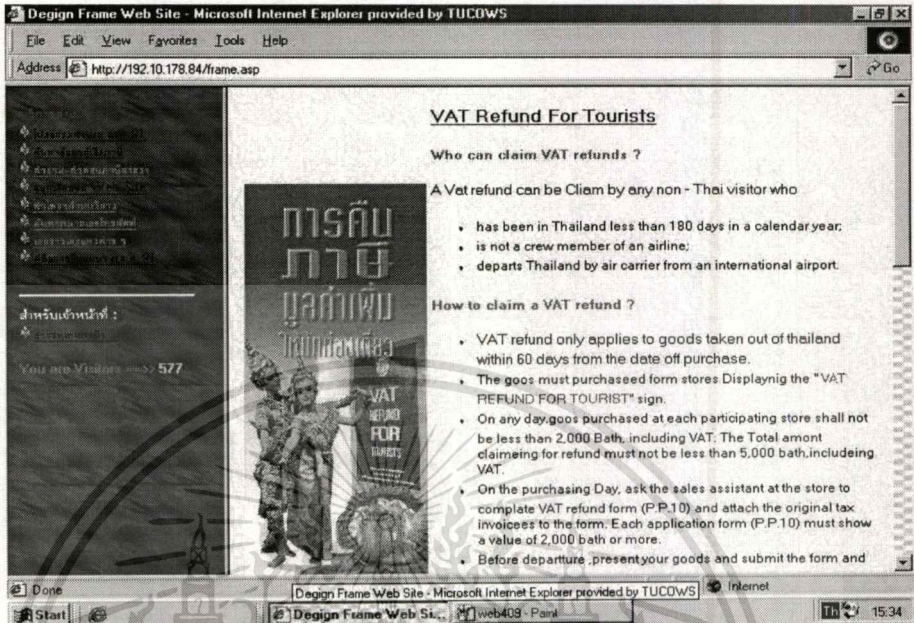 Degign Frame Web Site - Microsoft Internet Explorer provided by TUCOWS
File Edit View Favorites Tools Help
Address http://192.10.178.84/frame.asp Go
สำหรับเจ้าหน้าที่ :
You are Visitors ==>> 577
การคืน
ภาษี
มูลค่าเพิ่ม
ให้นักท่องเที่ยว
VAT
REFUND
FOR
TOURISTS
VAT Refund For Tourists
Who can claim VAT refunds ?
A Vat refund can be Cliam by any non - Thai visitor who
has been in Thailand less than 180 days in a calendar year;
is not a crew member of an airline;
departs Thailand by air carrier from an international airport.
How to claim a VAT refund ?
VAT refund only applies to goods taken out of thailand
within 60 days from the date off purchase.
The goos must purchaseed form stores Displaynig the "VAT
REFUND FOR TOURIST" sign.
On any day,goos purchased at each participating store shall not
be less than 2,000 Bath, including VAT; The Total amont
claimeing for refund must not be less than 5,000 bath,includeing
VAT.
On the purchasing Day, ask the sales assistant at the store to
complate VAT refund form (P.P.10) and attach the original tax
invoicees to the form. Each application form (P.P.10) must show
a value of 2,000 bath or more.
Before departture ,present your goods and submit the form and
Done
Degign Frame Web Site - Microsoft Internet Explorer provided by TUCOWS
Internet
Start
Degign Frame Web Si...
web409 - Paint
Th
15:34